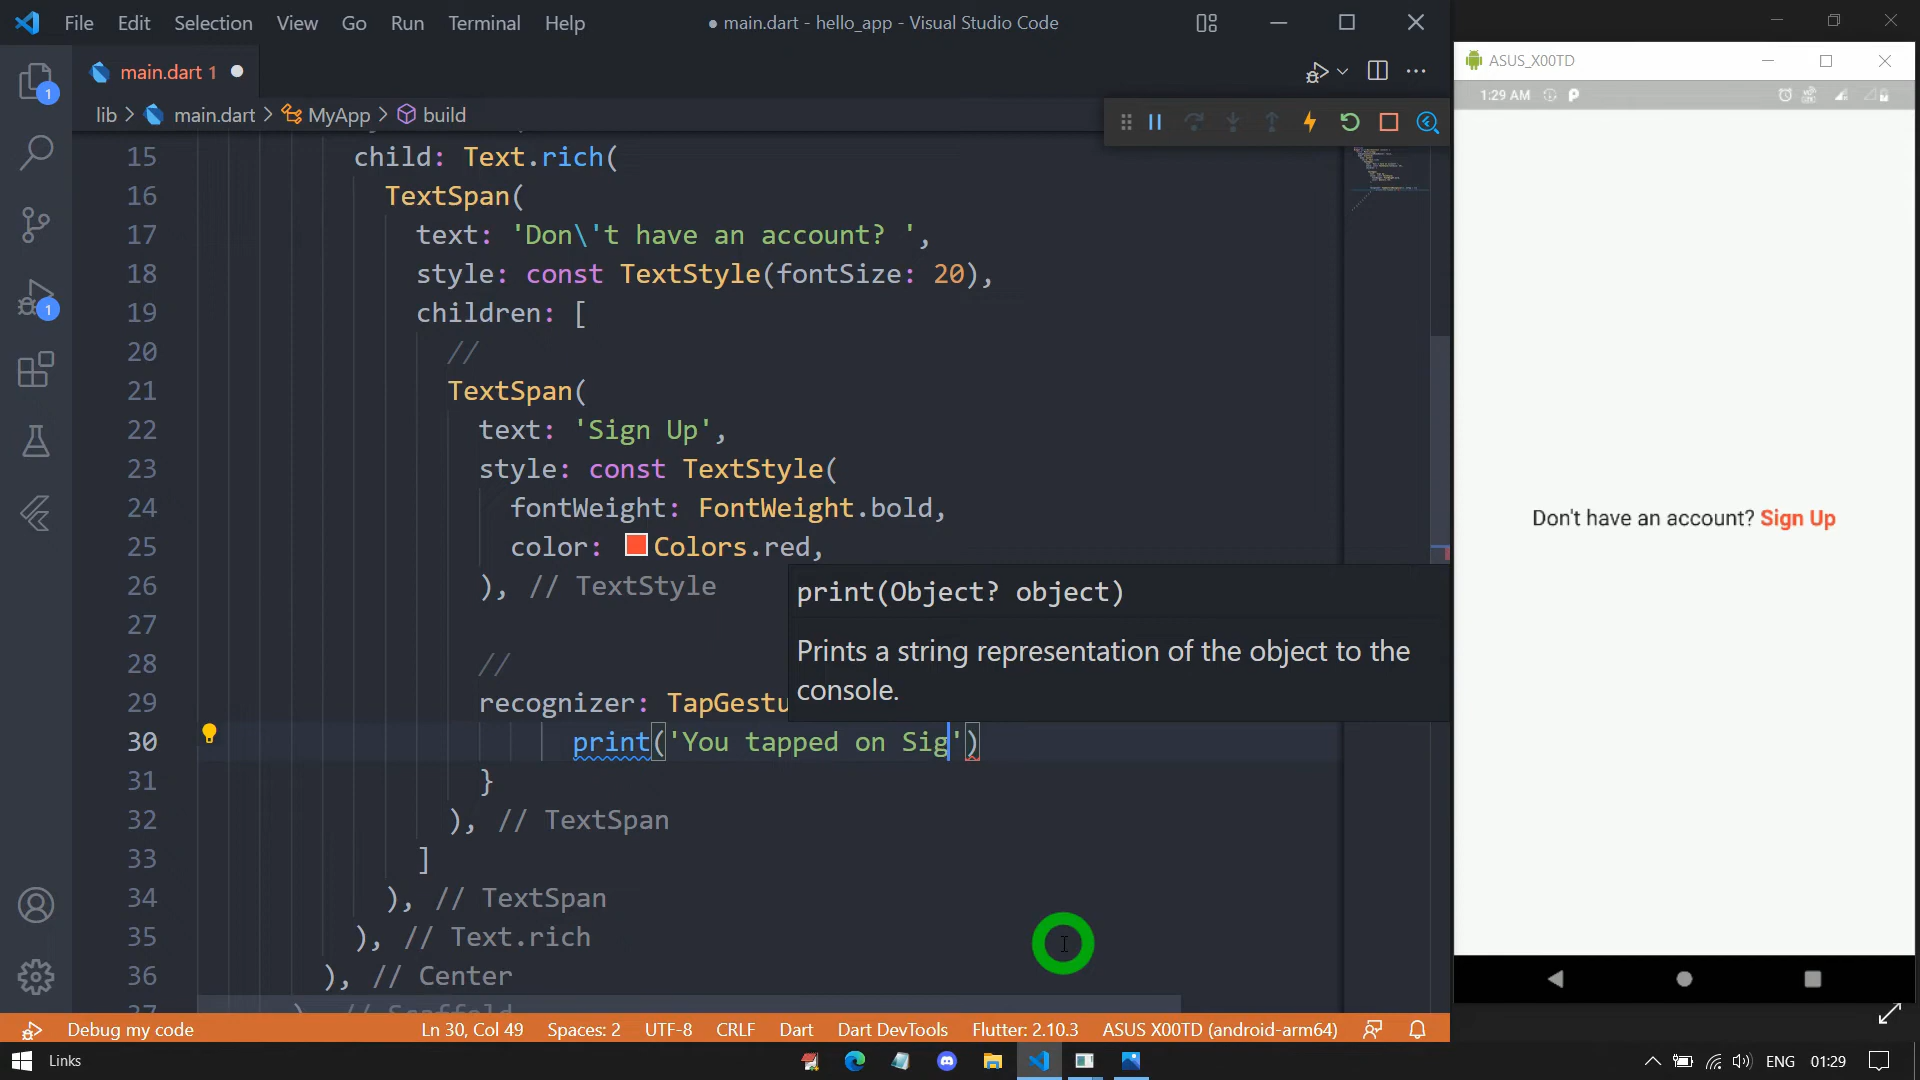 File Edit Selection View Go Run Terminal Help
● main.dart - hello_app - Visual Studio Code
main.dart 1 ●
lib > main.dart > MyApp > build
15 child: Text.rich(
16 TextSpan(
17 text: 'Don\'t have an account? ',
18 style: const TextStyle(fontSize: 20),
19 children: [
20 //
21 TextSpan(
22 text: 'Sign Up',
23 style: const TextStyle(
24 fontWeight: FontWeight.bold,
25 color: Colors.red,
26 ), // TextStyle
27
28 //
29 recognizer: TapGestu
30 print('You tapped on Sig')
31 }
32 ), // TextSpan
33 ]
34 ), // TextSpan
35 ), // Text.rich
36 ), // Center
37 ) // Scaffold
print(Object? object)
Prints a string representation of the object to the
console.
1
1
Debug my code
Ln 30, Col 49 Spaces: 2 UTF-8 CRLF Dart Dart DevTools Flutter: 2.10.3 ASUS X00TD (android-arm64)
ASUS_X00TD
1:29 AM
Don't have an account? Sign Up
Links
ENG 01:29